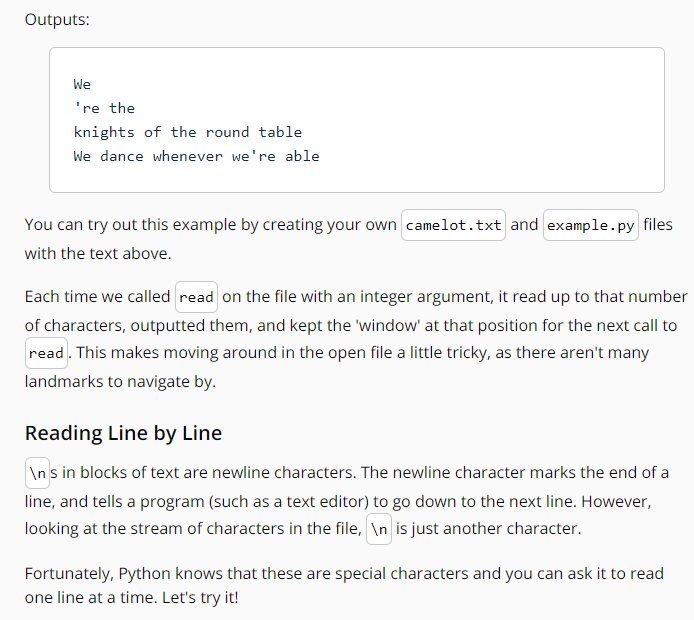 Outputs:
We
're the
knights of the round table
We dance whenever we're able
You can try out this example by creating your own camelot.txt and example.py files
with the text above.
Each time we called read on the file with an integer argument, it read up to that number
of characters, outputted them, and kept the 'window' at that position for the next call to
read. This makes moving around in the open file a little tricky, as there aren't many
landmarks to navigate by.
Reading Line by Line
\ns in blocks of text are newline characters. The newline character marks the end of a
line, and tells a program (such as a text editor) to go down to the next line. However,
looking at the stream of characters in the file, \n is just another character.
Fortunately, Python knows that these are special characters and you can ask it to read
one line at a time. Let's try it!